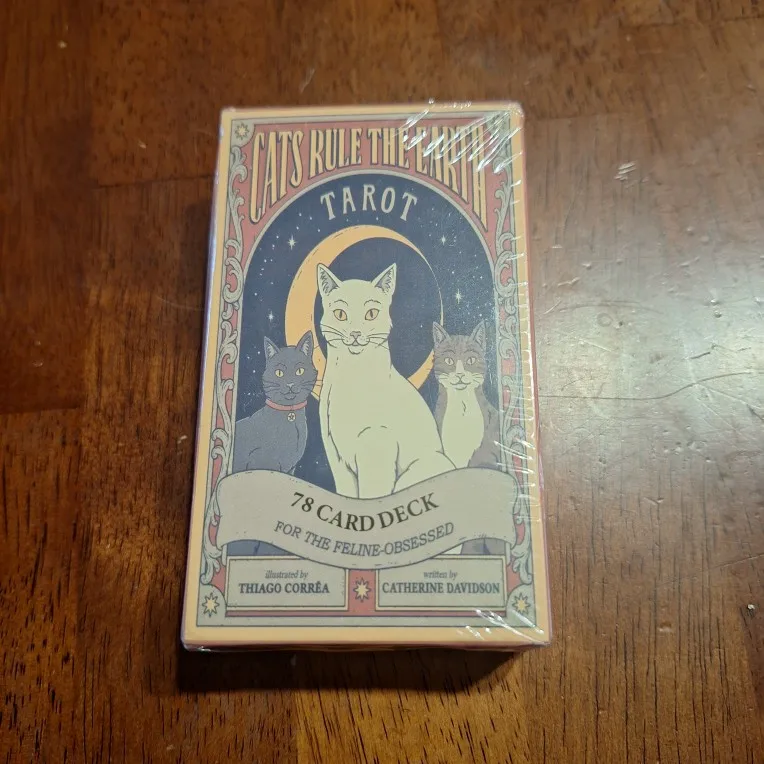 CATS RULE THE EARTH
TAROT
78 CARD DECK
FOR THE FELINE-OBSESSED
illustrated by
THIAGO CORRÊA
written by
CATHERINE DAVIDSON